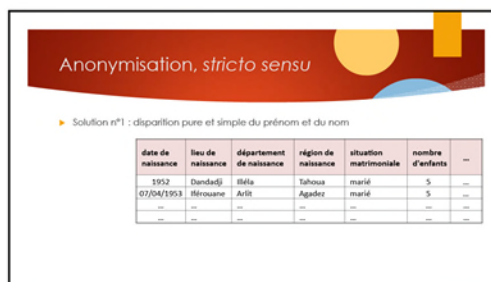 Anonymisation, stricto sensu
Solution n°1 : disparition pure et simple du prénom et du nom
date de naissance lieu de naissance département de naissance région de naissance situation matrimoniale nombre d'enfants ...
1952 Dandadji Illéla Tahoua marié 5 ...
07/04/1953 Iférouane Arlit Agadez marié 5 ...
... ... ... ... ... ... ...
... ... ... ... ... ... ...